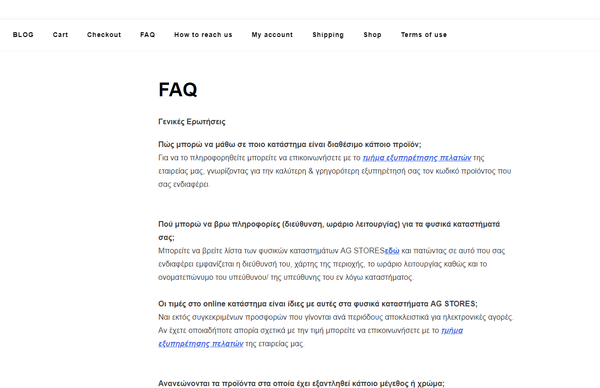 BLOG Cart Checkout FAQ How to reach us My account Shipping Shop Terms of use
FAQ
Γενικές Ερωτήσεις
Πώς μπορώ να μάθω σε ποιο κατάστημα είναι διαθέσιμο κάποιο προϊόν;
Για να το πληροφορηθείτε μπορείτε να επικοινωνήσετε με το τμήμα εξυπηρέτησης πελατών της
εταιρείας μας, γνωρίζοντας για την καλύτερη & γρηγορότερη εξυπηρέτησή σας τον κωδικό προϊόντος που
σας ενδιαφέρει.
Πού μπορώ να βρω πληροφορίες (διεύθυνση, ωράριο λειτουργίας) για τα φυσικά καταστήματά
σας;
Μπορείτε να βρείτε λίστα των φυσικών καταστημάτων AG STORESεδώ και πατώντας σε αυτό που σας
ενδιαφέρει εμφανίζεται η διεύθυνσή του, χάρτης της περιοχής, το ωράριο λειτουργίας καθώς και το
ονοματεπώνυμο του υπεύθυνου/ της υπεύθυνης του εν λόγω καταστήματος.
Οι τιμές στο online κατάστημα είναι ίδιες με αυτές στα φυσικά καταστήματα AG STORES;
Ναι εκτός συγκεκριμένων προσφορών που γίνονται ανά περιόδους αποκλειστικά για ηλεκτρονικές αγορές.
Αν έχετε οποιαδήποτε απορία σχετικά με την τιμή μπορείτε να επικοινωνήσετε με το τμήμα
εξυπηρέτησης πελατών της εταιρείας μας.
Ανανεώνονται τα προϊόντα στα οποία έχει εξαντληθεί κάποιο μέγεθος ή χρώμα;